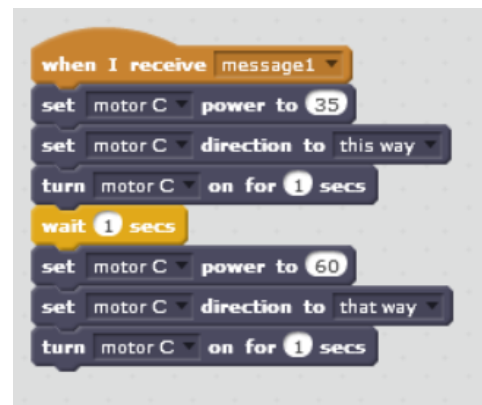 when I receive message1
set motor C power to 35
set motor C direction to this way
turn motor C on for 1 secs
wait 1 secs
set motor C power to 60
set motor C direction to that way
turn motor C on for 1 secs